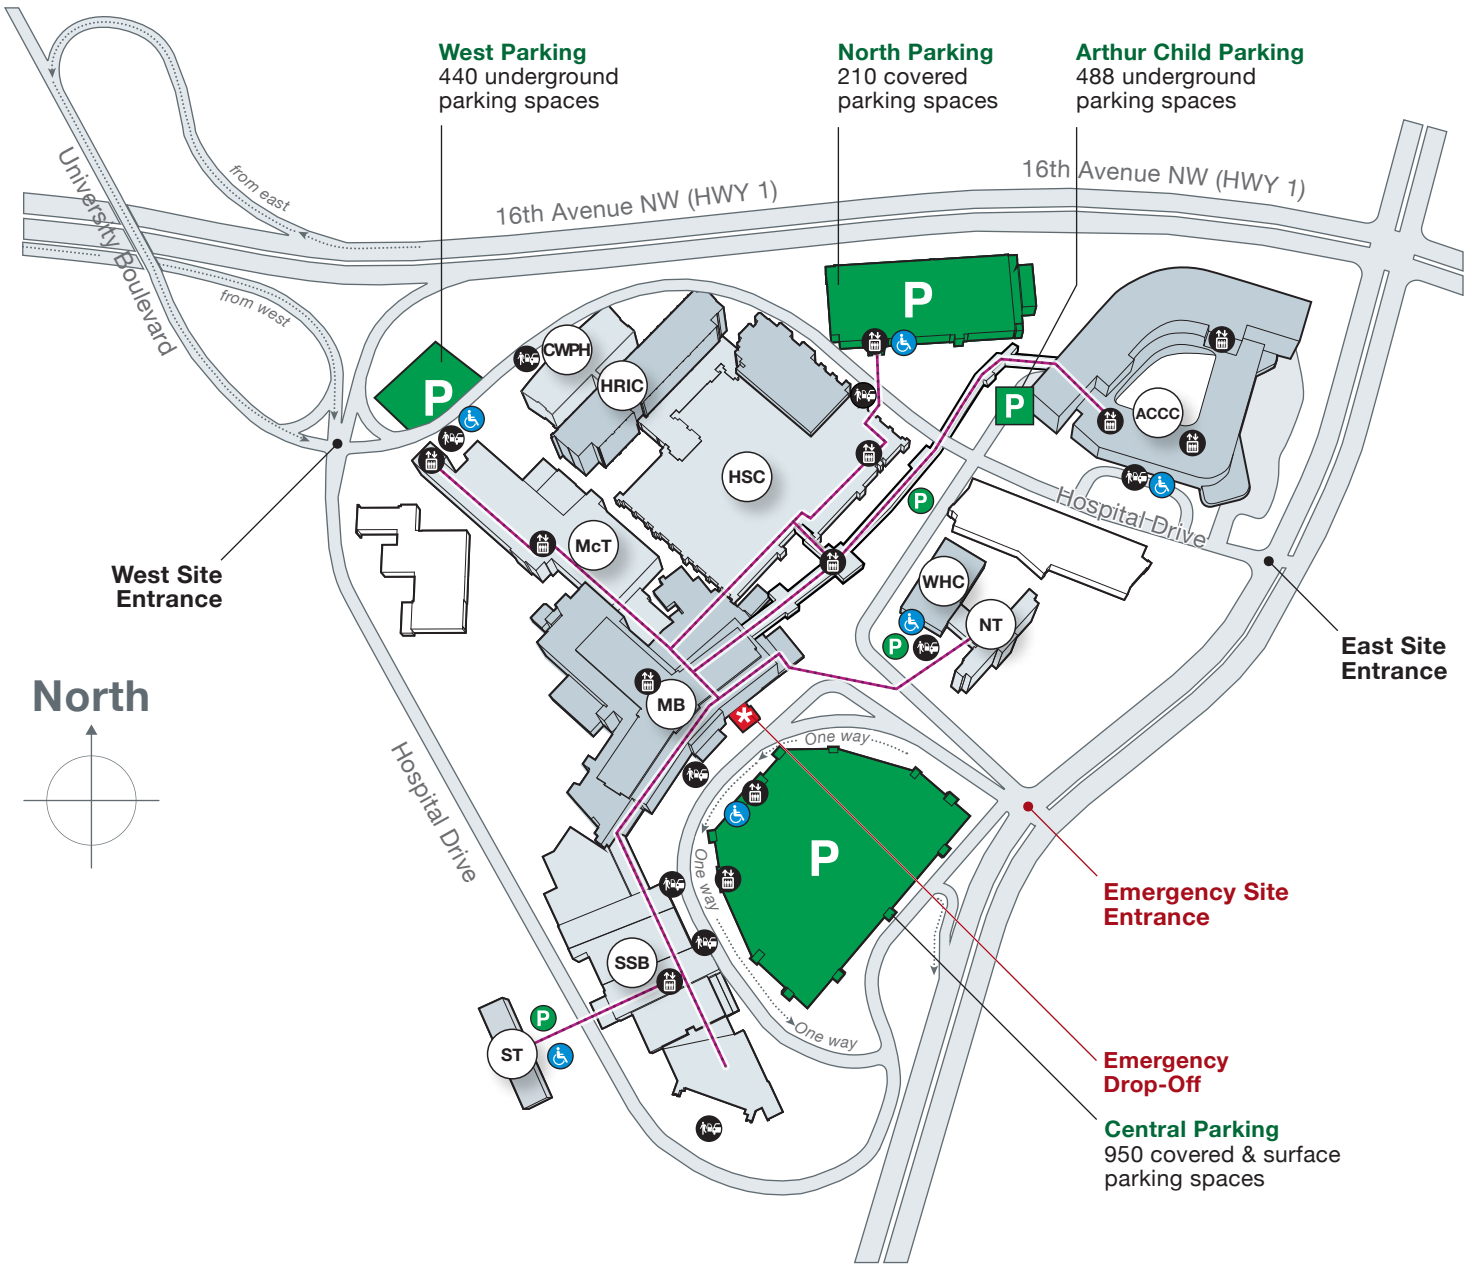 West Parking
440 underground
parking spaces
North Parking
210 covered
parking spaces
Arthur Child Parking
488 underground
parking spaces
University Boulevard
from east
from west
16th Avenue NW (HWY 1)
16th Avenue NW (HWY 1)
P
P
P
CWPH
HRIC
ACCC
HSC
McT
P
Hospital Drive
WHC
NT
P
MB
West Site
Entrance
East Site
Entrance
North
Hospital Drive
*
One way
One way
P
One way
SSB
P
ST
Emergency Site
Entrance
Emergency
Drop-Off
Central Parking
950 covered & surface
parking spaces